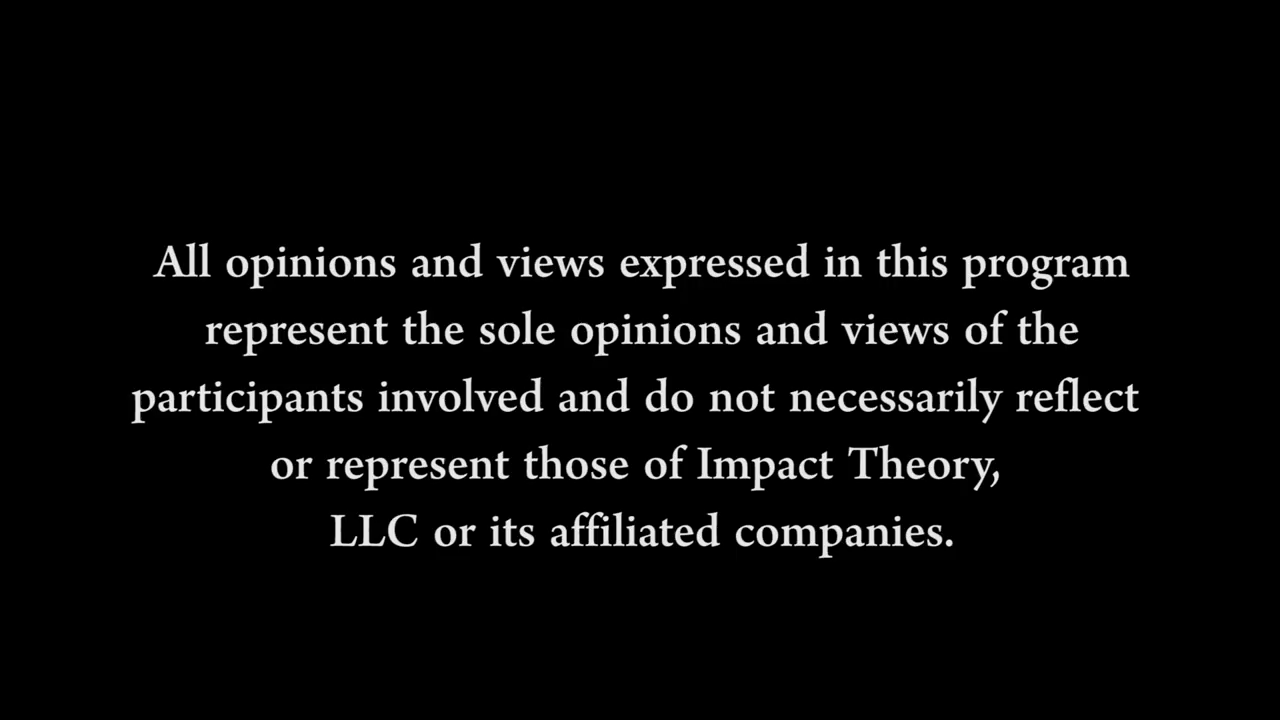 All opinions and views expressed in this program
represent the sole opinions and views of the
participants involved and do not necessarily reflect
or represent those of Impact Theory,
LLC or its affiliated companies.